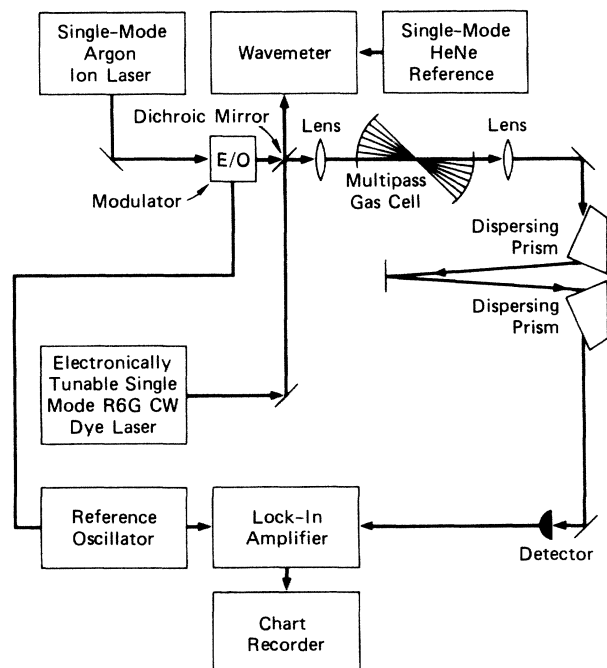 Single-Mode
Argon
Ion Laser
Wavemeter
Single-Mode
HeNe
Reference
Dichroic Mirror
Lens
Lens
E/O
Modulator
Multipass
Gas Cell
Dispersing
Prism
Dispersing
Prism
Electronically
Tunable Single
Mode R6G CW
Dye Laser
Reference
Oscillator
Lock-In
Amplifier
Detector
Chart
Recorder